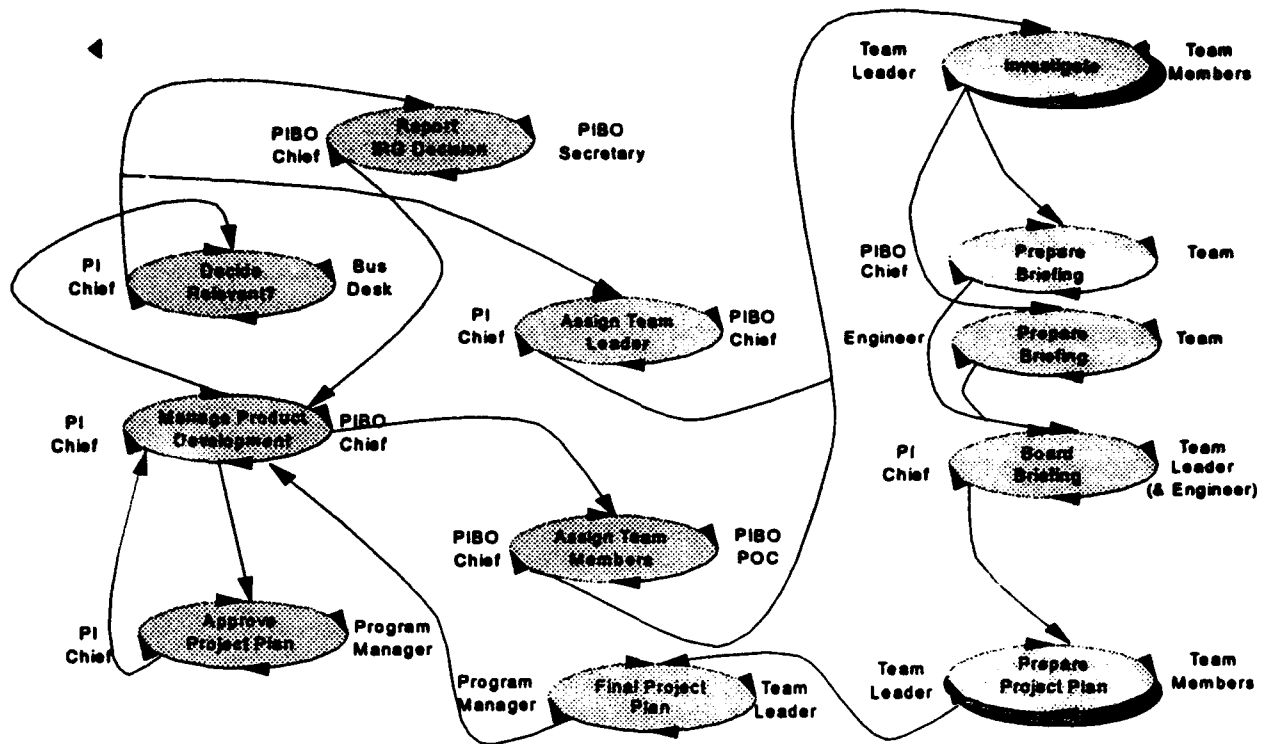 Team
Leader
Investigate
Team
Members
PIBO
Chief
Report
BRG Decision
PIBO
Secretary
PI
Chief
Decide
Relevant?
Bus
Desk
PIBO
Chief
Prepare
Briefing
Team
PI
Chief
Assign Team
Leader
PIBO
Chief
Engineer
Prepare
Briefing
Team
PI
Chief
Manage Product
Development
PIBO
Chief
PI
Chief
Board
Briefing
Team
Leader
(& Engineer)
PIBO
Chief
Assign Team
Members
PIBO
POC
PI
Chief
Approve
Project Plan
Program
Manager
Program
Manager
Final Project
Plan
Team
Leader
Team
Leader
Prepare
Project Plan
Team
Members